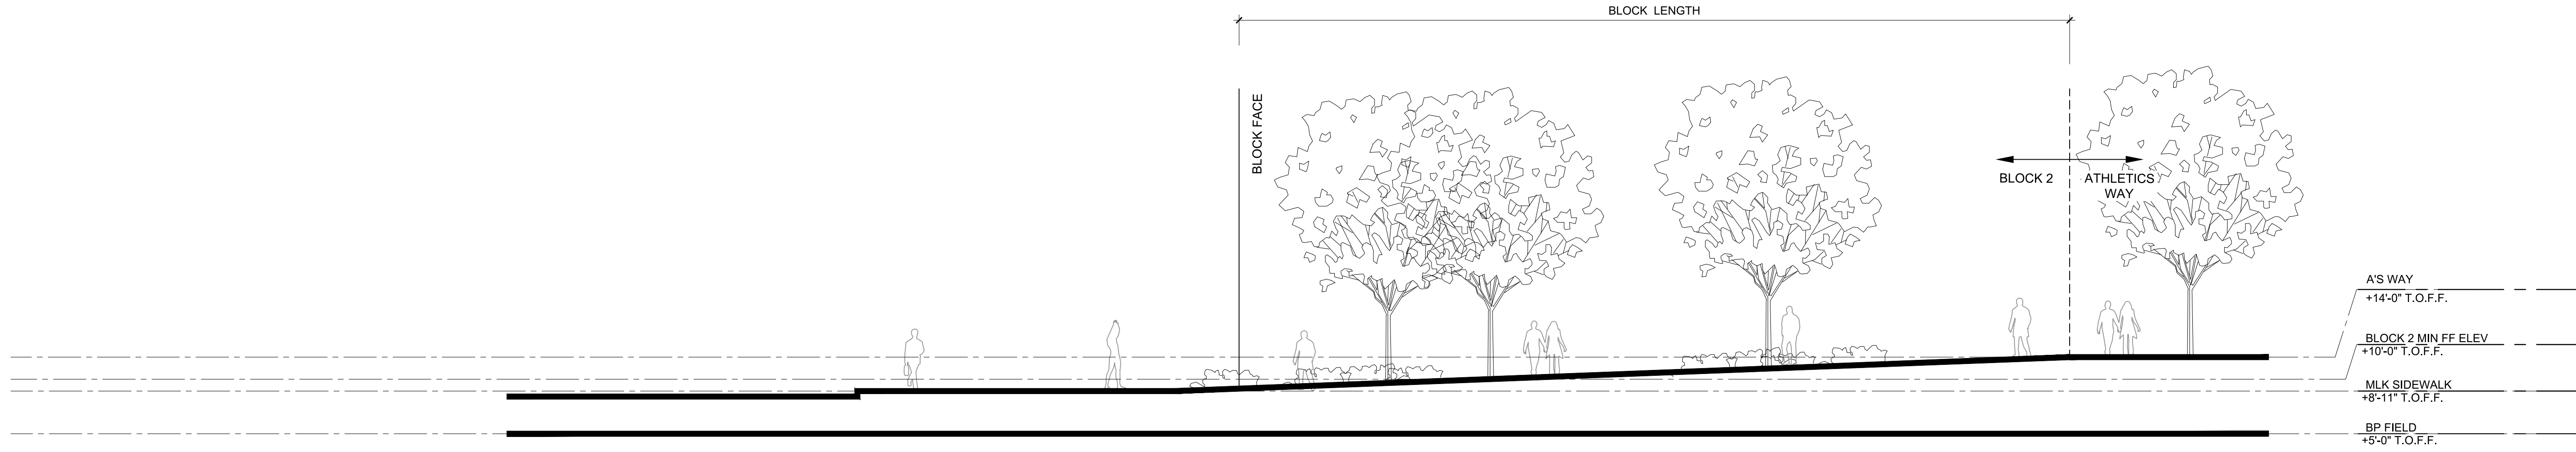 BLOCK LENGTH
BLOCK FACE
BLOCK 2
ATHLETICS
WAY
A'S WAY
+14'-0" T.O.F.F.
BLOCK 2 MIN FF ELEV
+10'-0" T.O.F.F.
MLK SIDEWALK
+8'-11" T.O.F.F.
BP FIELD
+5'-0" T.O.F.F.